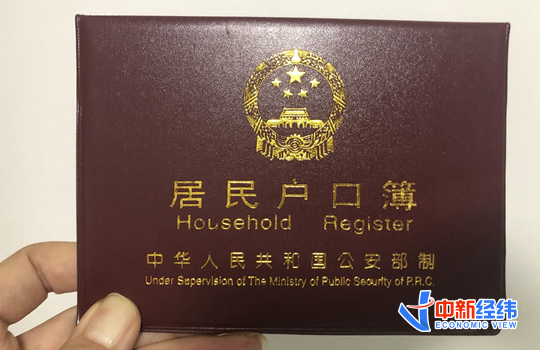 居民户口簿
Household Register
中华人民共和国公安部制
Under Supervision of The Ministry of Public Security of P.R.C.
中新经纬
ECONOMIC VIEW